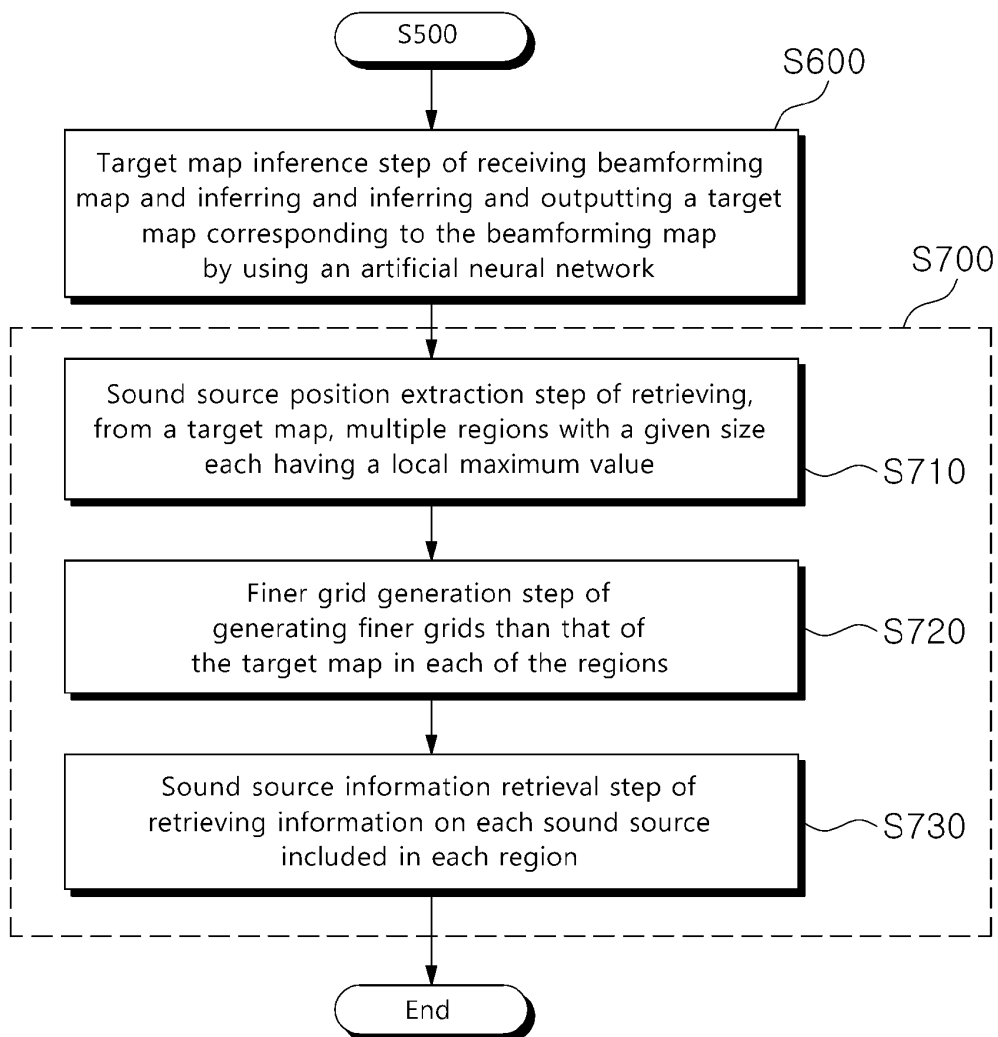 S500
S600
Target map inference step of receiving beamforming
map and inferring and inferring and outputting a target
map corresponding to the beamforming map
by using an artificial neural network
S700
Sound source position extraction step of retrieving,
from a target map, multiple regions with a given size
each having a local maximum value
S710
Finer grid generation step of
generating finer grids than that of
the target map in each of the regions
S720
Sound source information retrieval step of
retrieving information on each sound source
included in each region
S730
End